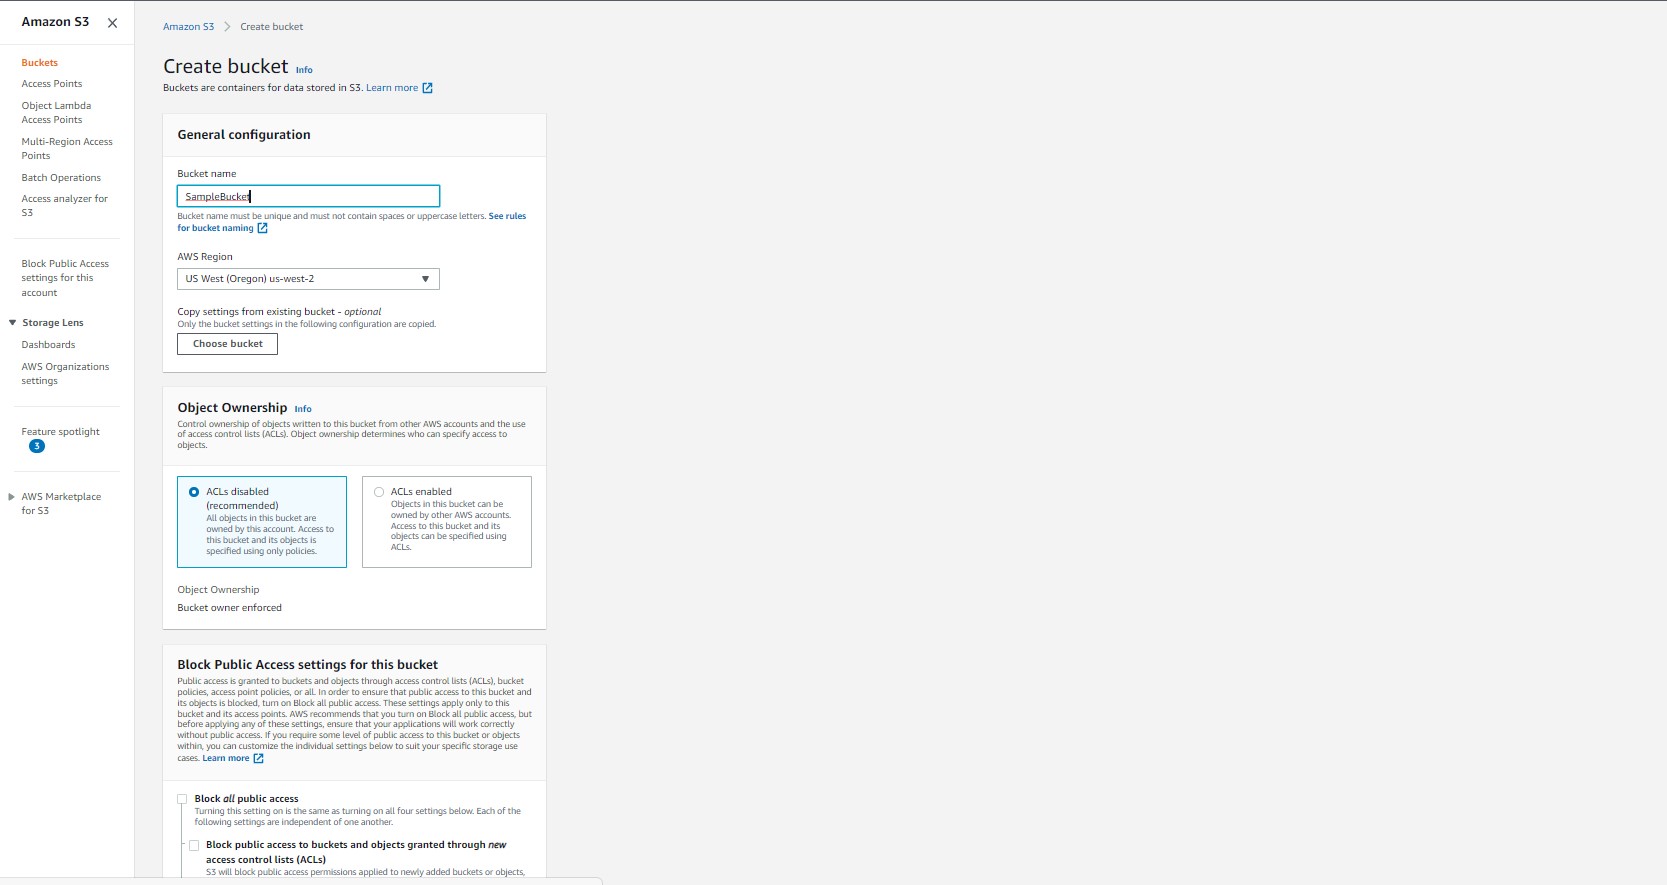 Amazon S3
Buckets
Access Points
Object Lambda
Access Points
Multi-Region Access
Points
Batch Operations
Access analyzer for
S3
Block Public Access
settings for this
account
Storage Lens
Dashboards
AWS Organizations
settings
Feature spotlight
3
AWS Marketplace
for S3
Amazon S3 > Create bucket
Create bucket Info
Buckets are containers for data stored in S3. Learn more
General configuration
Bucket name
SampleBucket
Bucket name must be unique and must not contain spaces or uppercase letters. See rules
for bucket naming
AWS Region
US West (Oregon) us-west-2
Copy settings from existing bucket - optional
Only the bucket settings in the following configuration are copied.
Choose bucket
Object Ownership Info
Control ownership of objects written to this bucket from other AWS accounts and the use
of access control lists (ACLs). Object ownership determines who can specify access to
objects.
ACLs disabled
(recommended)
All objects in this bucket are
owned by this account. Access to
this bucket and its objects is
specified using only policies.
ACLs enabled
Objects in this bucket can be
owned by other AWS accounts.
Access to this bucket and its
objects can be specified using
ACLs.
Object Ownership
Bucket owner enforced
Block Public Access settings for this bucket
Public access is granted to buckets and objects through access control lists (ACLs), bucket
policies, access point policies, or all. In order to ensure that public access to this bucket and
its objects is blocked, turn on Block all public access. These settings apply only to this
bucket and its access points. AWS recommends that you turn on Block all public access, but
before applying any of these settings, ensure that your applications will work correctly
without public access. If you require some level of public access to this bucket or objects
within, you can customize the individual settings below to suit your specific storage use
cases. Learn more
Block all public access
Turning this setting on is the same as turning on all four settings below. Each of the
following settings are independent of one another.
Block public access to buckets and objects granted through new
access control lists (ACLs)
S3 will block public access permissions applied to newly added buckets or objects,